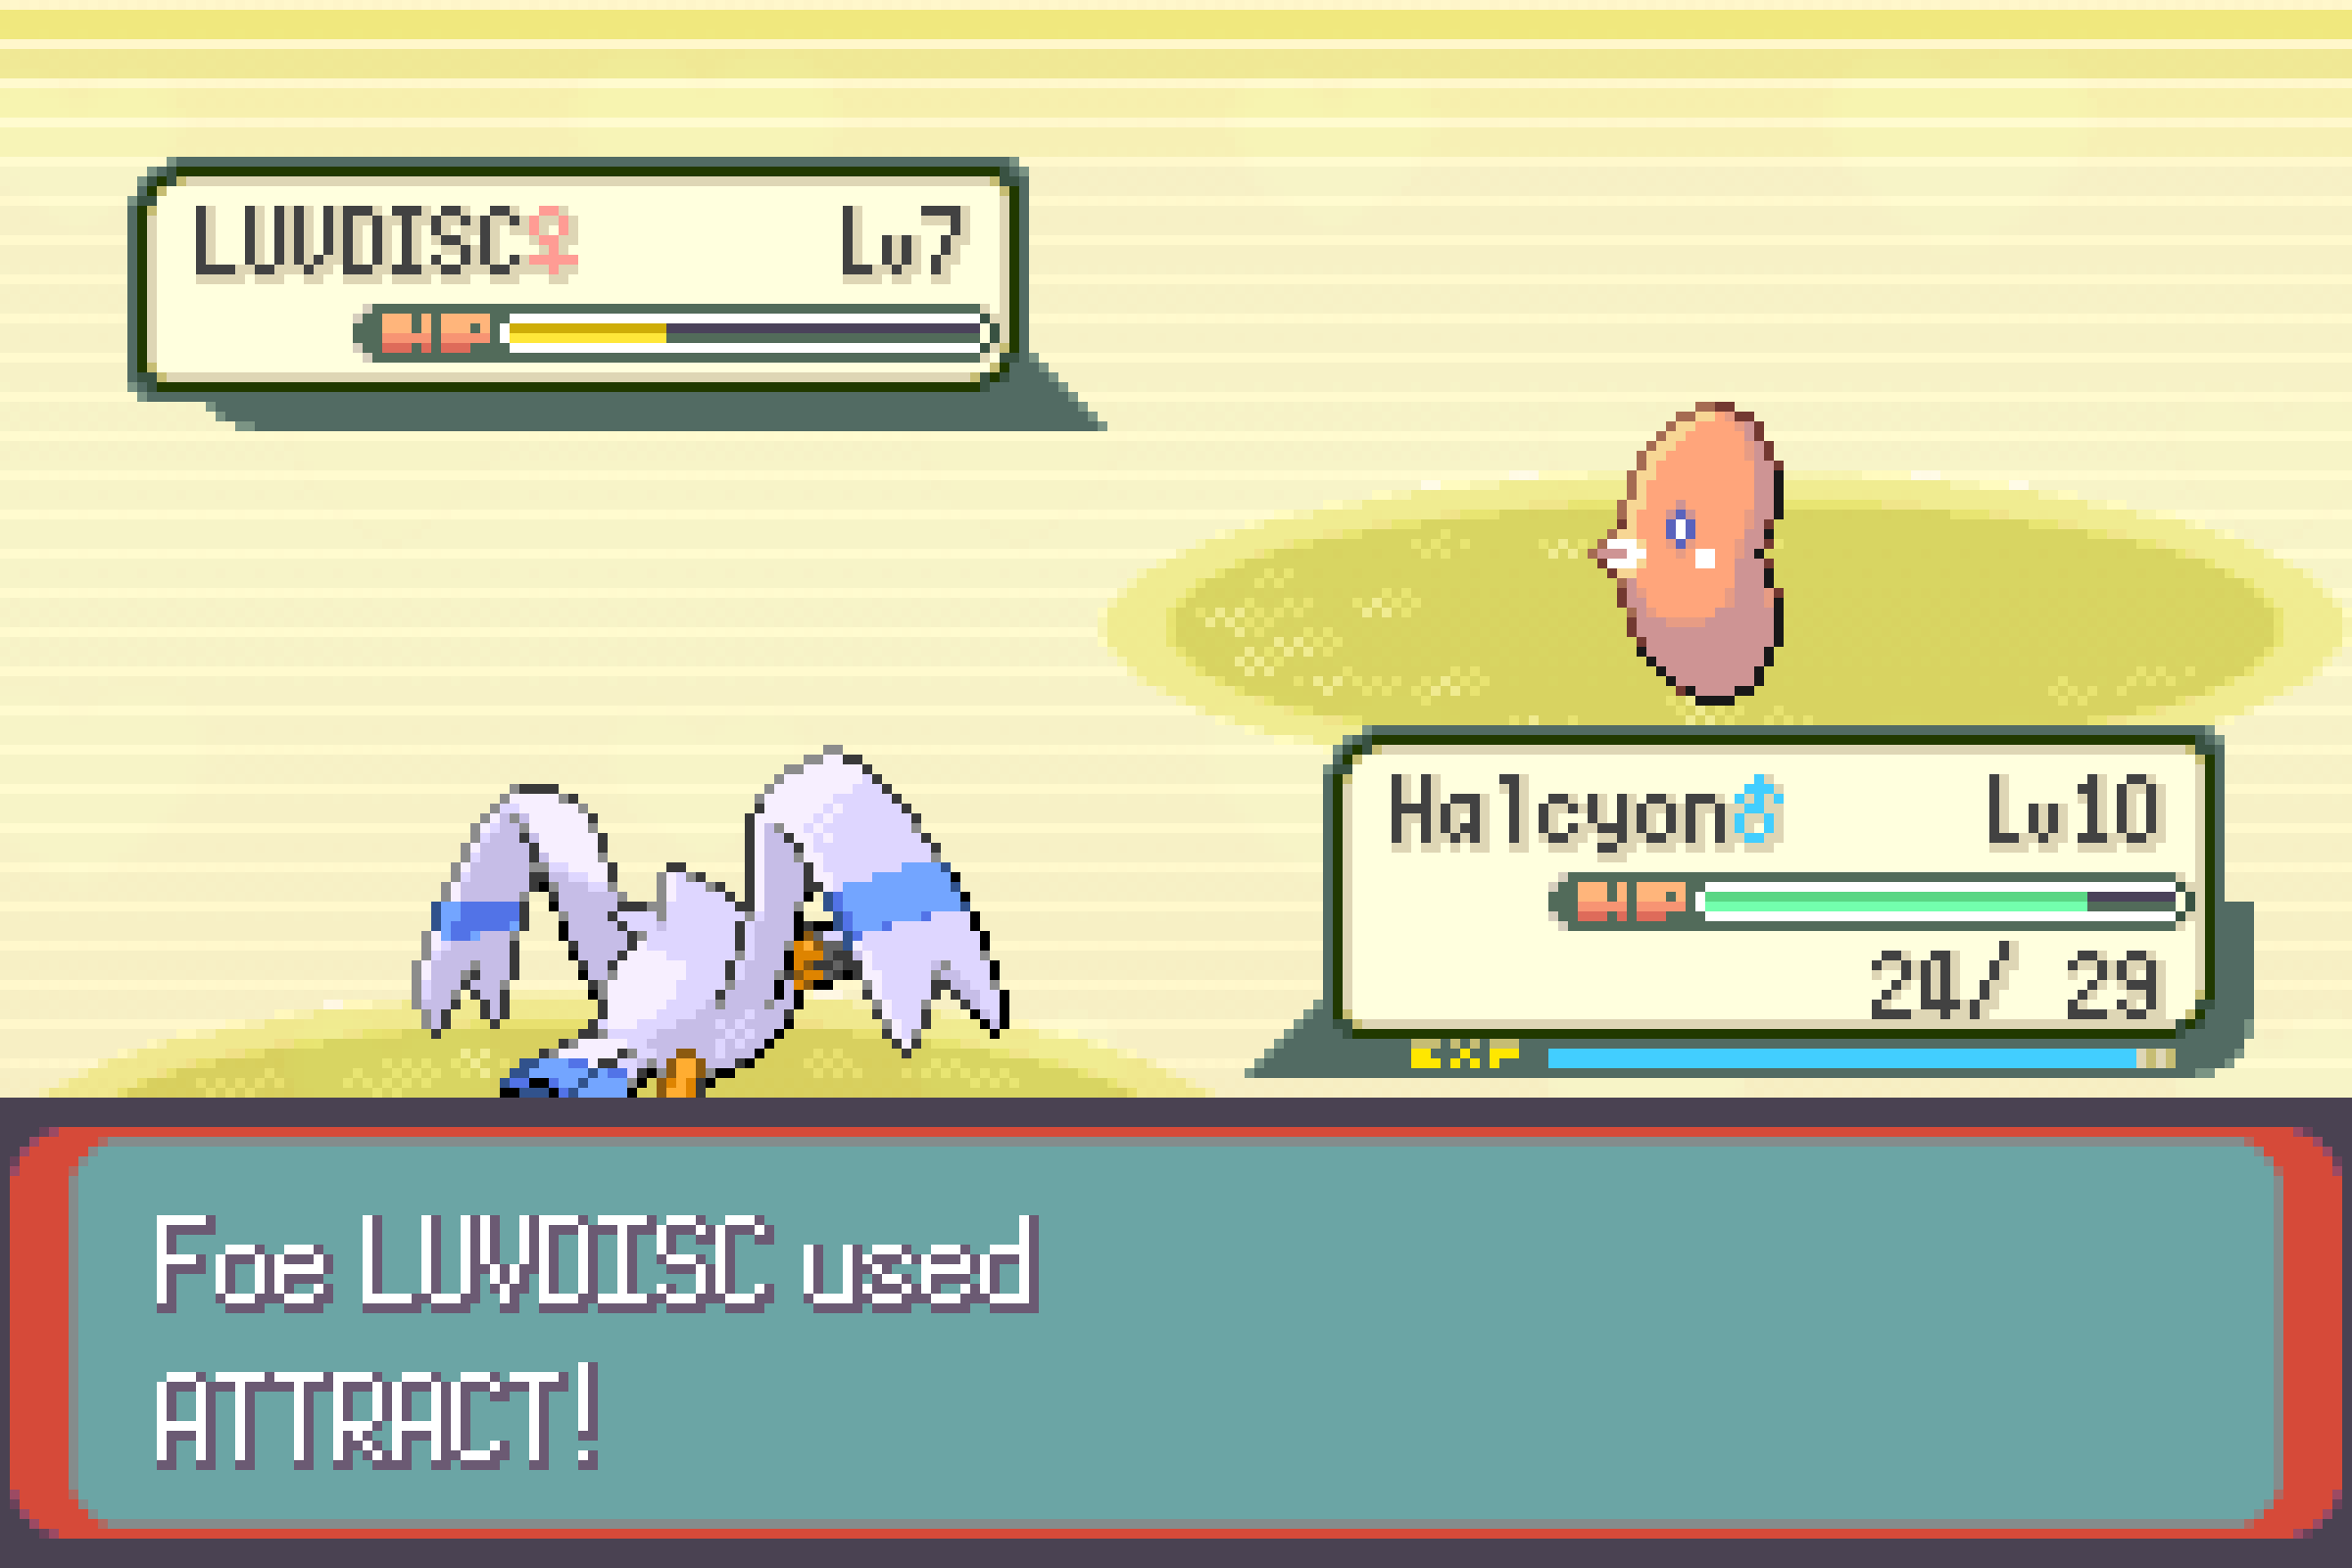 LUVDISC♀ Lv7
HP
Halcyon♂ Lv10
HP
24/ 29
EXP
Foe LUVDISC used
ATTRACT!